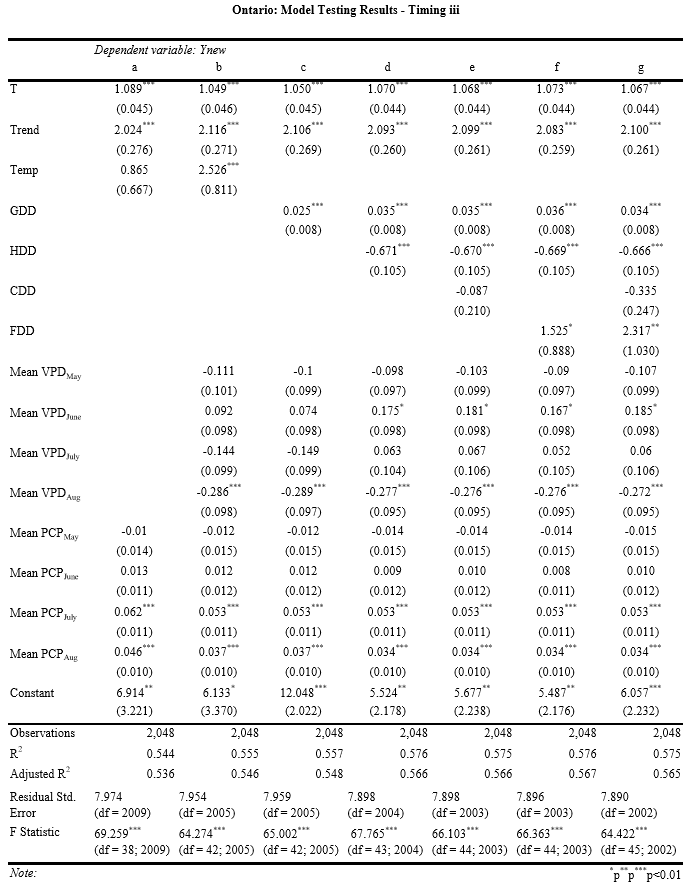 Ontario: Model Testing Results - Timing iii
Dependent variable: Ynew
a b c d e f g
T 1.089*** 1.049*** 1.050*** 1.070*** 1.068*** 1.073*** 1.067***
(0.045) (0.046) (0.045) (0.044) (0.044) (0.044) (0.044)
Trend 2.024*** 2.116*** 2.106*** 2.093*** 2.099*** 2.083*** 2.100***
(0.276) (0.271) (0.269) (0.260) (0.261) (0.259) (0.261)
Temp 0.865 2.526***
(0.667) (0.811)
GDD 0.025*** 0.035*** 0.035*** 0.036*** 0.034***
(0.008) (0.008) (0.008) (0.008) (0.008)
HDD -0.671*** -0.670*** -0.669*** -0.666***
(0.105) (0.105) (0.105) (0.105)
CDD -0.087 -0.335
(0.210) (0.247)
FDD 1.525* 2.317**
(0.888) (1.030)
Mean VPDMay -0.111 -0.1 -0.098 -0.103 -0.09 -0.107
(0.101) (0.099) (0.097) (0.099) (0.097) (0.099)
Mean VPDJune 0.092 0.074 0.175* 0.181* 0.167* 0.185*
(0.098) (0.098) (0.098) (0.098) (0.098) (0.098)
Mean VPDJuly -0.144 -0.149 0.063 0.067 0.052 0.06
(0.099) (0.099) (0.104) (0.106) (0.105) (0.106)
Mean VPDAug -0.286*** -0.289*** -0.277*** -0.276*** -0.276*** -0.272***
(0.098) (0.097) (0.095) (0.095) (0.095) (0.095)
Mean PCPMay -0.01 -0.012 -0.012 -0.014 -0.014 -0.014 -0.015
(0.014) (0.015) (0.015) (0.015) (0.015) (0.015) (0.015)
Mean PCPJune 0.013 0.012 0.012 0.009 0.010 0.008 0.010
(0.011) (0.012) (0.012) (0.012) (0.012) (0.011) (0.012)
Mean PCPJuly 0.062*** 0.053*** 0.053*** 0.053*** 0.053*** 0.053*** 0.053***
(0.011) (0.011) (0.011) (0.011) (0.011) (0.011) (0.011)
Mean PCPAug 0.046*** 0.037*** 0.037*** 0.034*** 0.034*** 0.034*** 0.034***
(0.010) (0.010) (0.010) (0.010) (0.010) (0.010) (0.010)
Constant 6.914** 6.133* 12.048*** 5.524** 5.677** 5.487** 6.057***
(3.221) (3.370) (2.022) (2.178) (2.238) (2.176) (2.232)
Observations 2,048 2,048 2,048 2,048 2,048 2,048 2,048
R2 0.544 0.555 0.557 0.576 0.575 0.576 0.575
Adjusted R2 0.536 0.546 0.548 0.566 0.566 0.567 0.565
Residual Std. 7.974 7.954 7.959 7.898 7.898 7.896 7.890
Error (df = 2009) (df = 2005) (df = 2005) (df = 2004) (df = 2003) (df = 2003) (df = 2002)
F Statistic 69.259*** 64.274*** 65.002*** 67.765*** 66.103*** 66.363*** 64.422***
(df = 38; 2009) (df = 42; 2005) (df = 42; 2005) (df = 43; 2004) (df = 44; 2003) (df = 44; 2003) (df = 45; 2002)
Note: *p**p***p<0.01